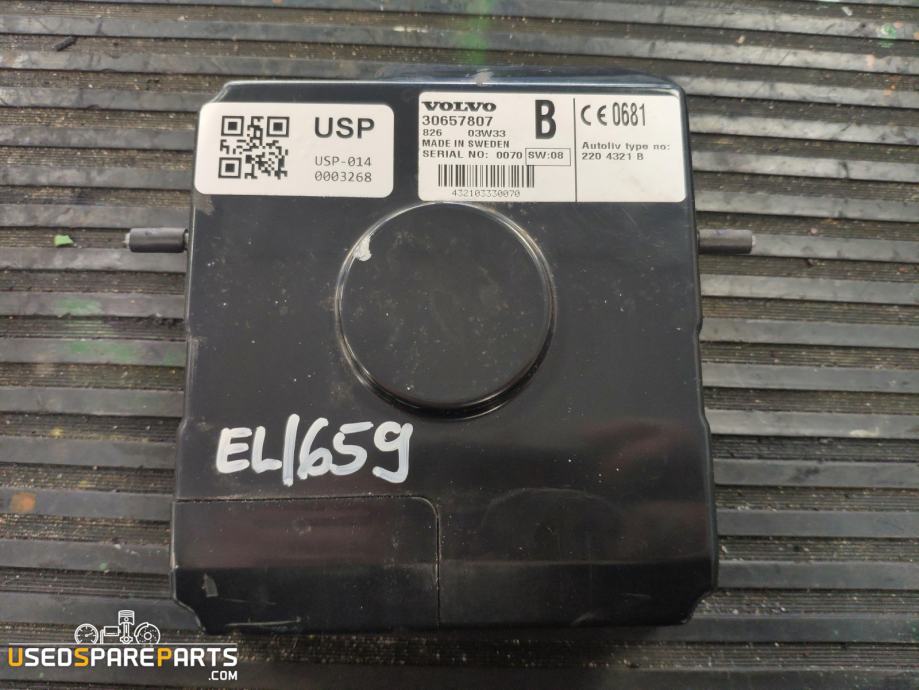 USP
USP-014
0003268
VOLVO
30657807
826 03W33
MADE IN SWEDEN
SERIAL NO: 0070 SW:08
432103330070
B
CE 0681
Autoliv type no:
220 4321 B
EL1659
USEDSPAREPARTS
.COM